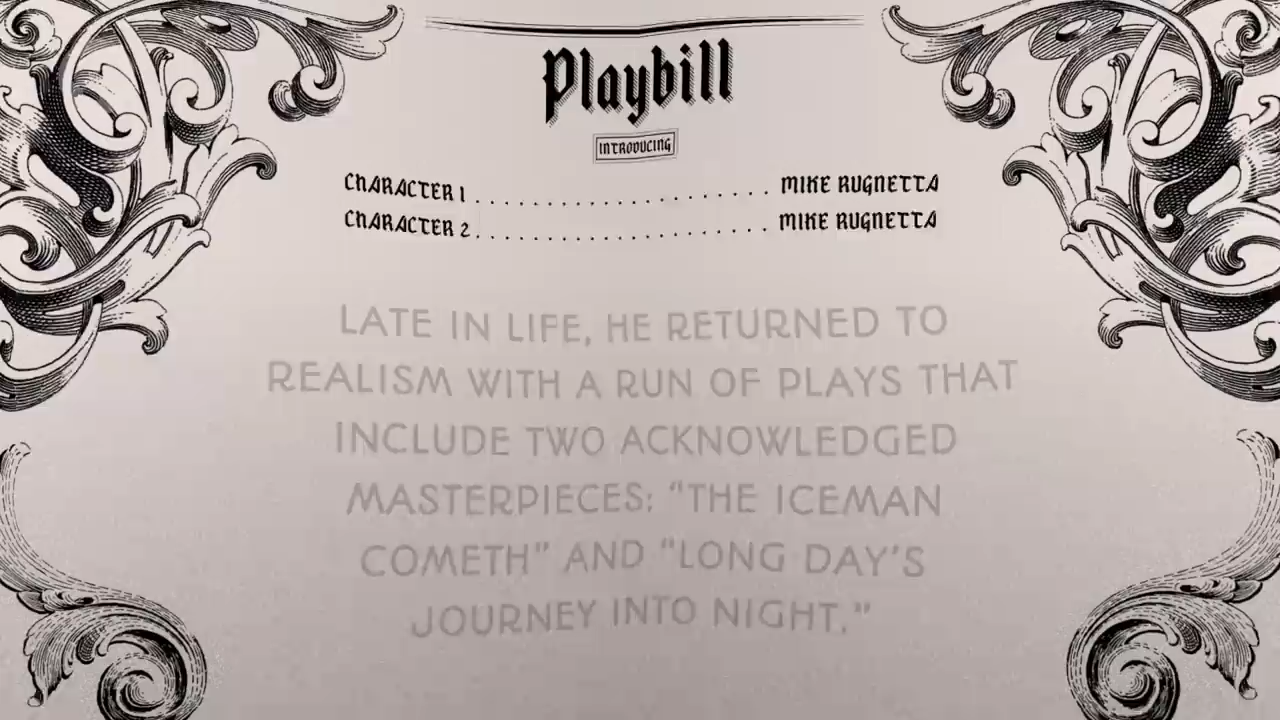 Playbill
INTRODUCING
CHARACTER 1 . . . . . . . . . . . . . . . . . . . . . MIKE RUGNETTA
CHARACTER 2 . . . . . . . . . . . . . . . . . . . . . MIKE RUGNETTA
LATE IN LIFE, HE RETURNED TO
REALISM WITH A RUN OF PLAYS THAT
INCLUDE TWO ACKNOWLEDGED
MASTERPIECES: "THE ICEMAN
COMETH" AND "LONG DAY'S
JOURNEY INTO NIGHT."